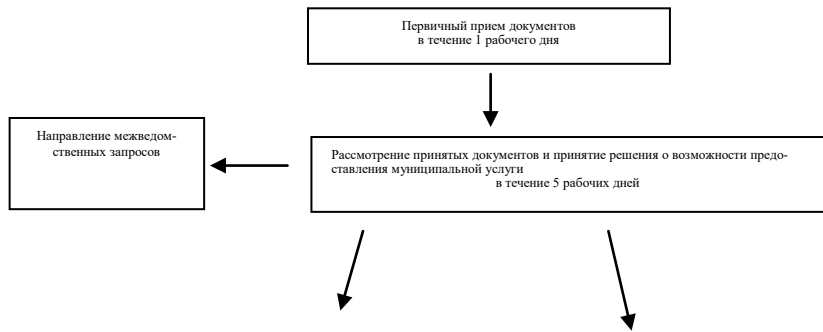 Первичный прием документов
в течение 1 рабочего дня
Направление межведом-
ственных запросов
Рассмотрение принятых документов и принятие решения о возможности предо-
ставления муниципальной услуги
в течение 5 рабочих дней